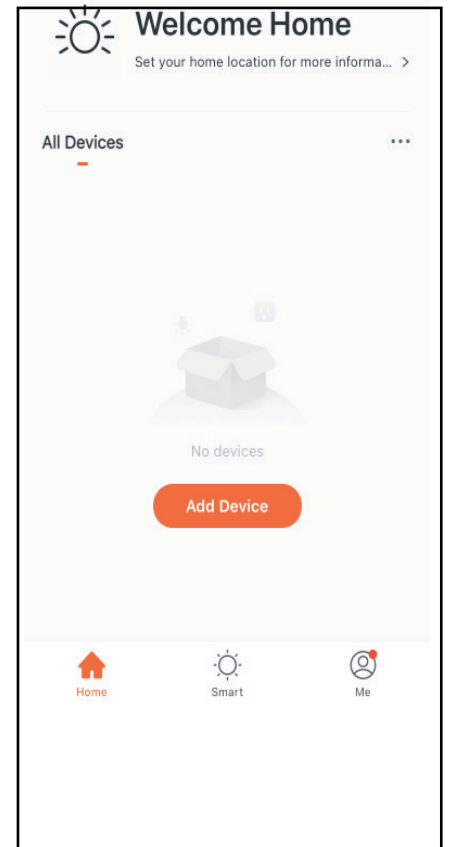 Welcome Home
Set your home location for more informa... >
All Devices
...
No devices
Add Device
Home
Smart
Me